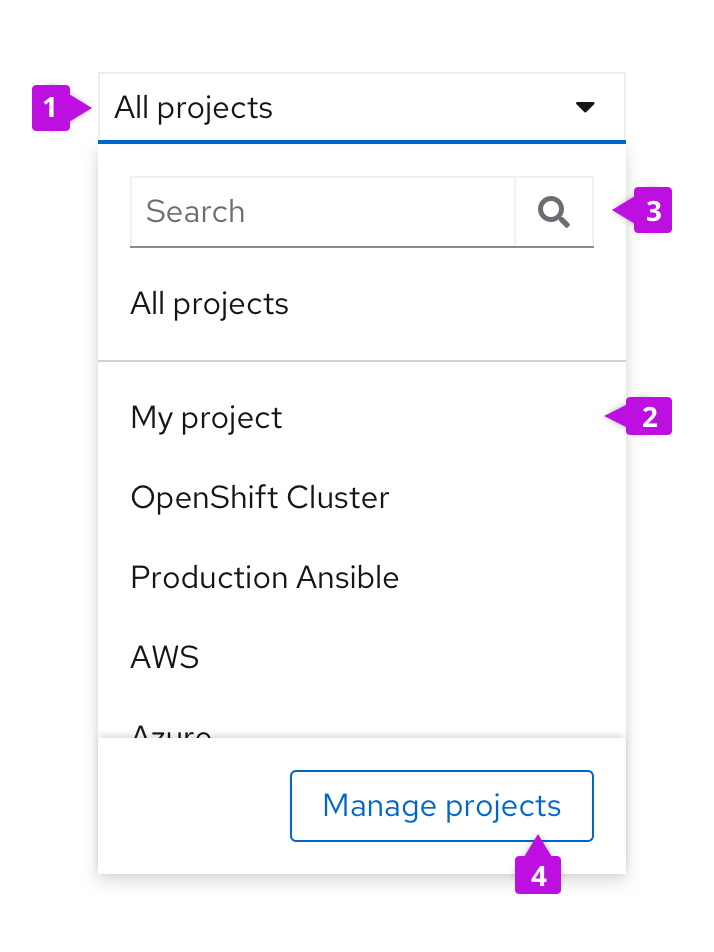 1 All projects
Search 3
All projects
My project 2
OpenShift Cluster
Production Ansible
AWS
Azure
Manage projects
4